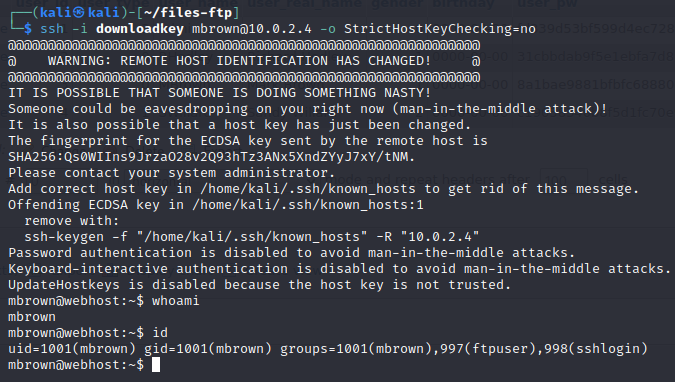 user_real_name gender birthday user_pw
┌──(kali㉿kali)-[~/files-ftp]
└─$ ssh -i downloadkey mbrown@10.0.2.4 -o StrictHostKeyChecking=no
@@@@@@@@@@@@@@@@@@@@@@@@@@@@@@@@@@@@@@@@@@@@@@@@@@@@@@@@@@@
@    WARNING: REMOTE HOST IDENTIFICATION HAS CHANGED!     @
@@@@@@@@@@@@@@@@@@@@@@@@@@@@@@@@@@@@@@@@@@@@@@@@@@@@@@@@@@@
IT IS POSSIBLE THAT SOMEONE IS DOING SOMETHING NASTY!
Someone could be eavesdropping on you right now (man-in-the-middle attack)!
It is also possible that a host key has just been changed.
The fingerprint for the ECDSA key sent by the remote host is
SHA256:Qs0WIIns9JrzaO28v2Q93hTz3ANx5XndZYyJ7xY/tNM.
Please contact your system administrator.
Add correct host key in /home/kali/.ssh/known_hosts to get rid of this message.
Offending ECDSA key in /home/kali/.ssh/known_hosts:1
  remove with:
  ssh-keygen -f "/home/kali/.ssh/known_hosts" -R "10.0.2.4"
Password authentication is disabled to avoid man-in-the-middle attacks.
Keyboard-interactive authentication is disabled to avoid man-in-the-middle attacks.
UpdateHostkeys is disabled because the host key is not trusted.
mbrown@webhost:~$ whoami
mbrown
mbrown@webhost:~$ id
uid=1001(mbrown) gid=1001(mbrown) groups=1001(mbrown),997(ftpuser),998(sshlogin)
mbrown@webhost:~$